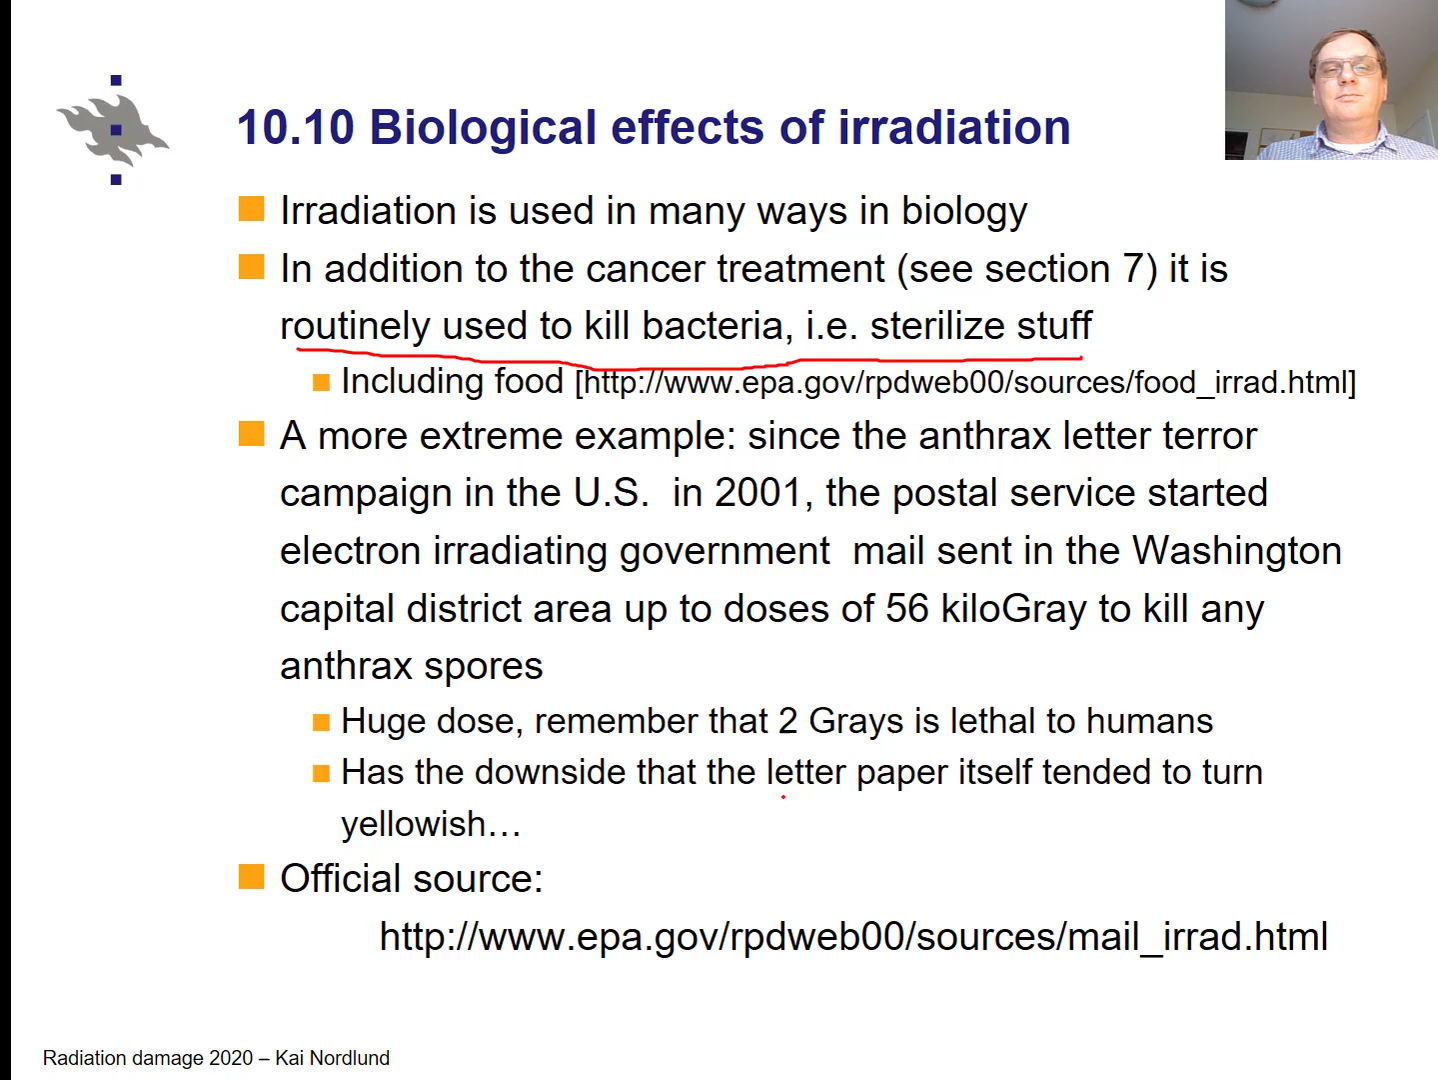 10.10 Biological effects of irradiation
Irradiation is used in many ways in biology
In addition to the cancer treatment (see section 7) it is
routinely used to kill bacteria, i.e. sterilize stuff
Including food [http://www.epa.gov/rpdweb00/sources/food_irrad.html]
A more extreme example: since the anthrax letter terror
campaign in the U.S.  in 2001, the postal service started
electron irradiating government  mail sent in the Washington
capital district area up to doses of 56 kiloGray to kill any
anthrax spores
Huge dose, remember that 2 Grays is lethal to humans
Has the downside that the letter paper itself tended to turn
yellowish…
Official source:
http://www.epa.gov/rpdweb00/sources/mail_irrad.html
Radiation damage 2020 – Kai Nordlund